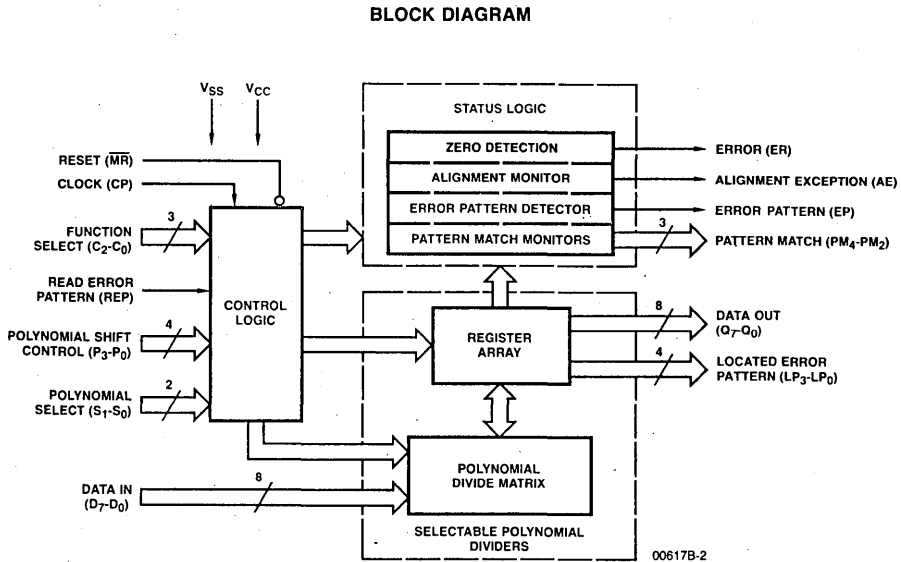 BLOCK DIAGRAM
VSS
VCC
RESET (MR)
CLOCK (CP)
3
FUNCTION
SELECT (C2-C0)
READ ERROR
PATTERN (REP)
4
POLYNOMIAL SHIFT
CONTROL (P3-P0)
2
POLYNOMIAL
SELECT (S1-S0)
8
DATA IN
(D7-D0)
CONTROL
LOGIC
STATUS LOGIC
ZERO DETECTION
ALIGNMENT MONITOR
ERROR PATTERN DETECTOR
PATTERN MATCH MONITORS
ERROR (ER)
ALIGNMENT EXCEPTION (AE)
ERROR PATTERN (EP)
3
PATTERN MATCH (PM4-PM2)
REGISTER
ARRAY
8
DATA OUT
(Q7-Q0)
4
LOCATED ERROR
PATTERN (LP3-LP0)
POLYNOMIAL
DIVIDE MATRIX
SELECTABLE POLYNOMIAL
DIVIDERS
00617B-2